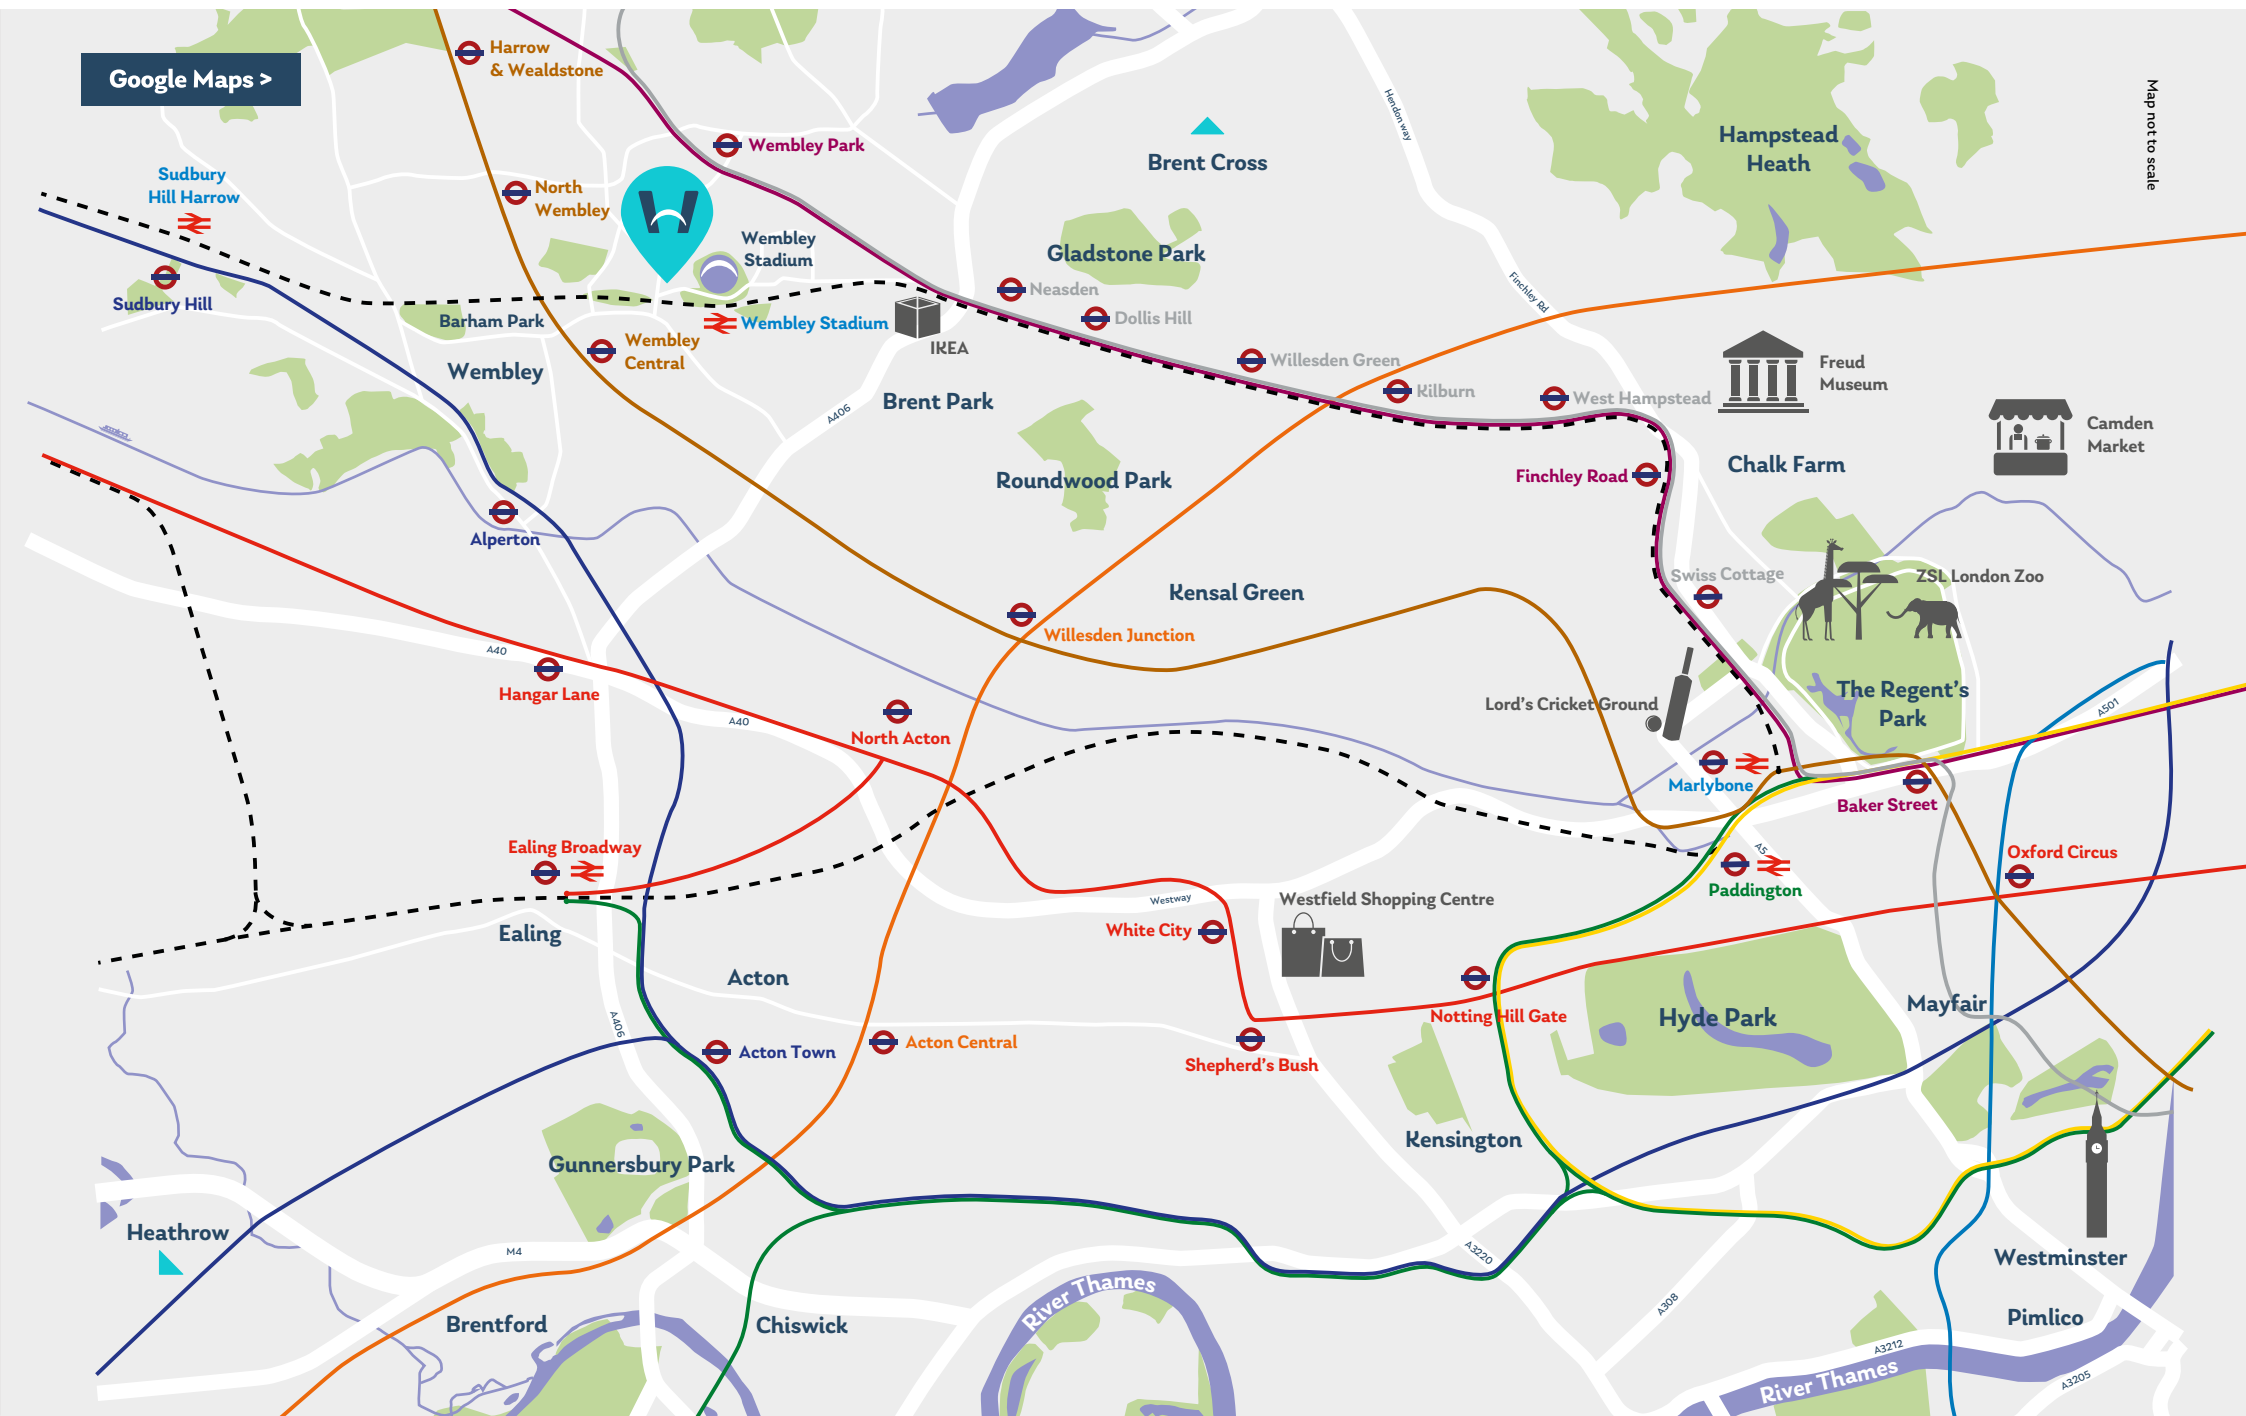 Google Maps >
Harrow
& Wealdstone
Map not to scale
Hendon way
Wembley Park
Hampstead
Heath
Brent Cross
Sudbury
Hill Harrow
North
Wembley
Wembley
Stadium
Gladstone Park
Sudbury Hill
Neasden
Finchley Rd
Barham Park
Wembley Stadium
Dollis Hill
IKEA
Wembley
Central
Willesden Green
Freud
Museum
Wembley
Kilburn
West Hampstead
Brent Park
A406
Camden
Market
Chalk Farm
Roundwood Park
Finchley Road
Alperton
Swiss Cottage
ZSL London Zoo
Kensal Green
Willesden Junction
A40
Hangar Lane
The Regent's
Park
Lord's Cricket Ground
A501
A40
North Acton
Marlybone
Baker Street
Ealing Broadway
A5
Oxford Circus
Paddington
Westway
Westfield Shopping Centre
White City
Ealing
Acton
Mayfair
Notting Hill Gate
Hyde Park
A406
Acton Town
Acton Central
Shepherd's Bush
Kensington
Gunnersbury Park
Heathrow
M4
A3220
Westminster
River Thames
A308
Pimlico
Brentford
Chiswick
A3212
River Thames
A3205